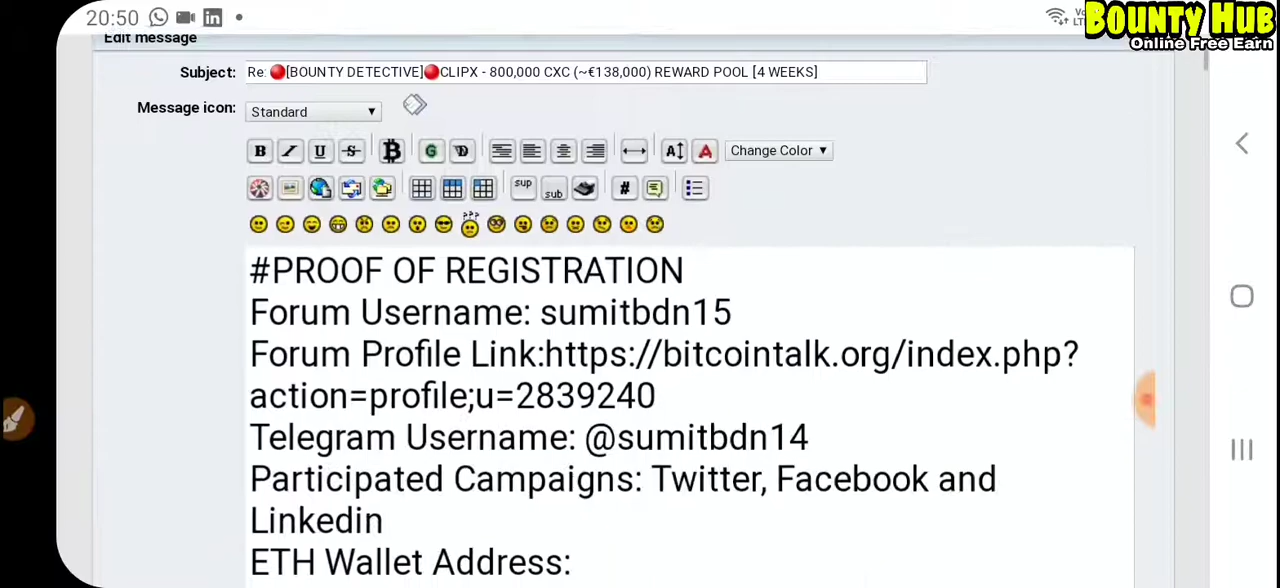 20:50
BOUNTY HUB
Online Free Earn
Edit message
Subject: Re: 🔴[BOUNTY DETECTIVE]🔴CLIPX - 800,000 CXC (~€138,000) REWARD POOL [4 WEEKS]
Message icon: Standard
B I U S Change Color
sup sub #
#PROOF OF REGISTRATION
Forum Username: sumitbdn15
Forum Profile Link:https://bitcointalk.org/index.php?
action=profile;u=2839240
Telegram Username: @sumitbdn14
Participated Campaigns: Twitter, Facebook and
Linkedin
ETH Wallet Address: